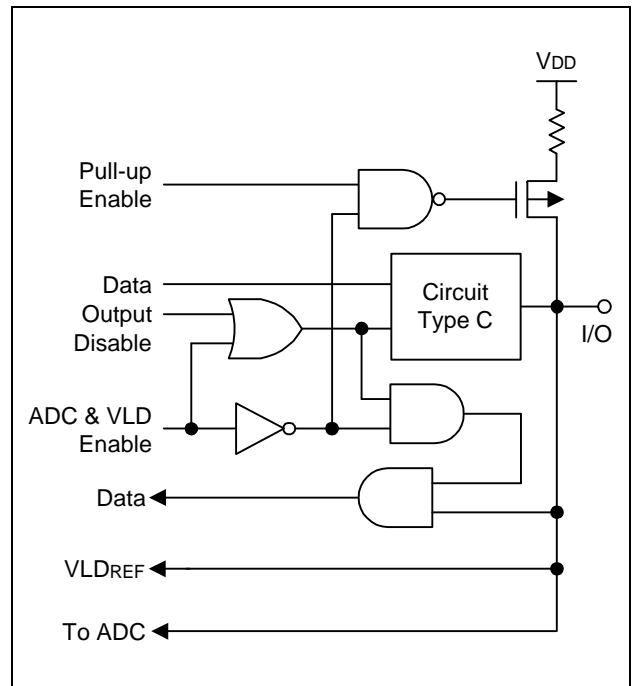 VDD
Pull-up
Enable
Data
Output
Disable
Circuit
Type C
I/O
ADC & VLD
Enable
Data
VLDREF
To ADC